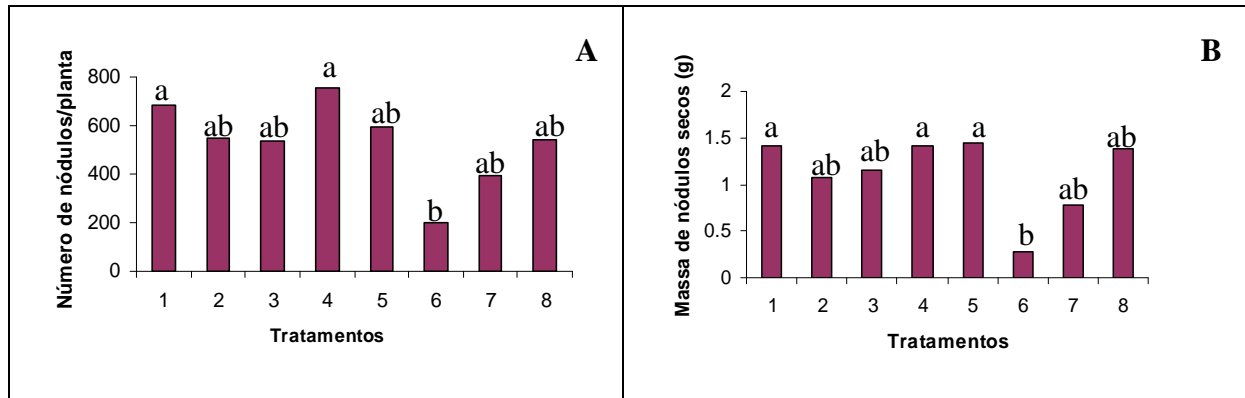 A
Número de nódulos/planta
800
600
400
200
0
a
ab
ab
a
ab
b
ab
ab
1 2 3 4 5 6 7 8
Tratamentos
B
Massa de nódulos secos (g)
2
1.5
1
0.5
0
a
ab
ab
a
a
b
ab
ab
1 2 3 4 5 6 7 8
Tratamentos